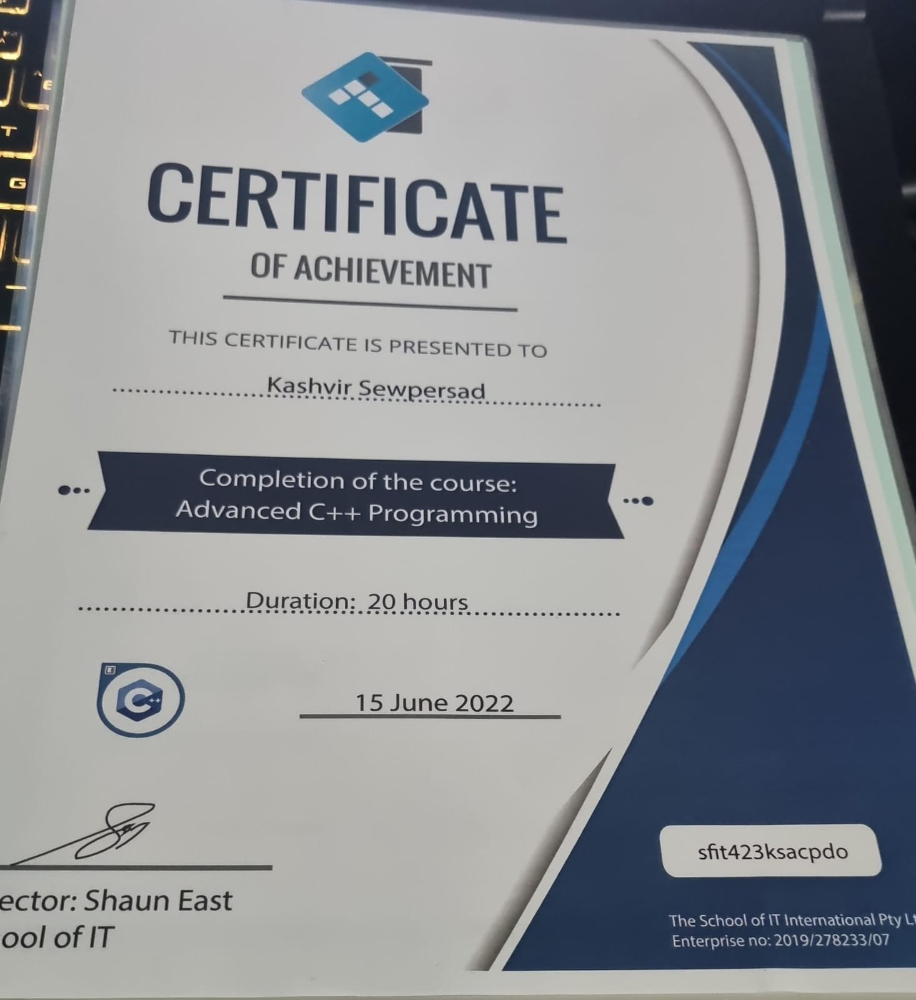 CERTIFICATE
OF ACHIEVEMENT
THIS CERTIFICATE IS PRESENTED TO
Kashvir Sewpersad
Completion of the course:
Advanced C++ Programming
Duration: 20 hours
C++
15 June 2022
ector: Shaun East
ool of IT
sfit423ksacpdo
The School of IT International Pty Lt
Enterprise no: 2019/278233/07
E
T
G